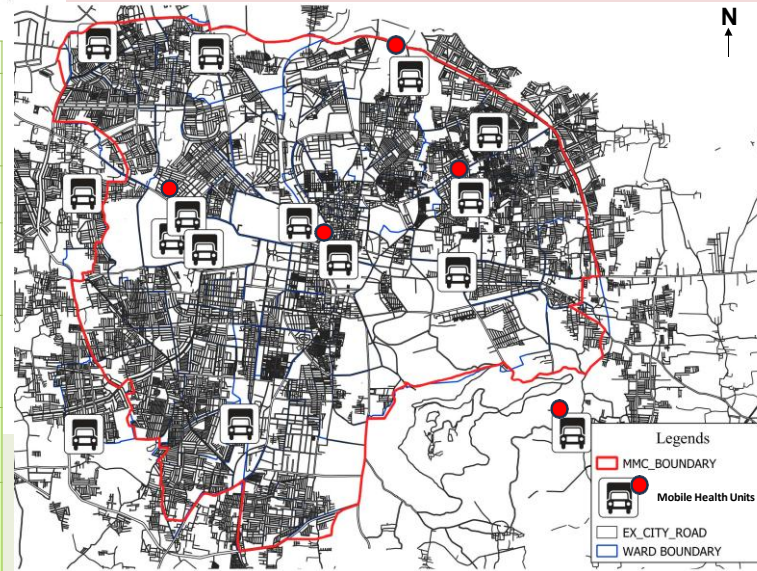 N
Legends
MMC_BOUNDARY
Mobile Health Units
EX_CITY_ROAD
WARD BOUNDARY